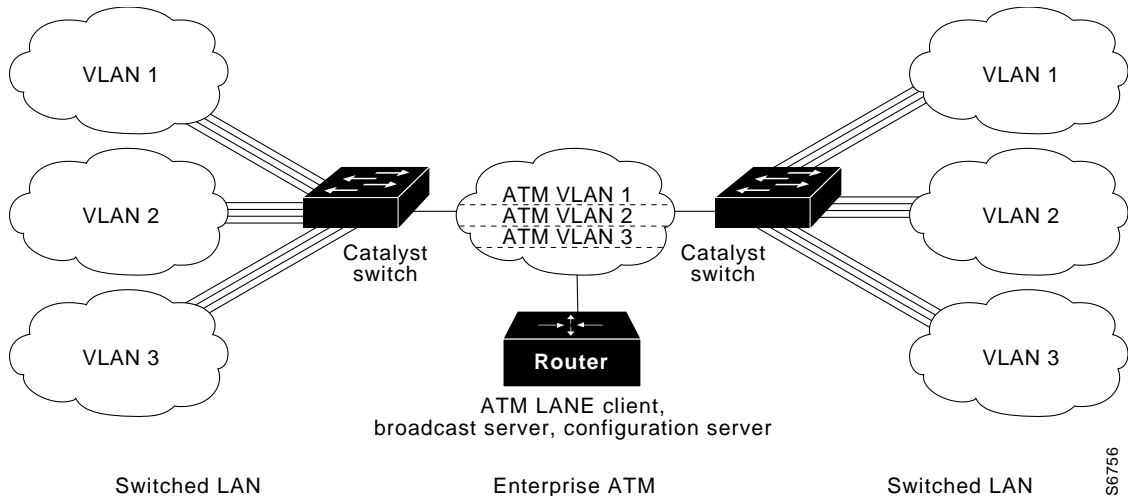 VLAN 1
VLAN 1
ATM VLAN 1
VLAN 2
ATM VLAN 2
VLAN 2
ATM VLAN 3
Catalyst
switch
Catalyst
switch
VLAN 3
Router
VLAN 3
ATM LANE client,
broadcast server, configuration server
Switched LAN
Enterprise ATM
Switched LAN
S6756